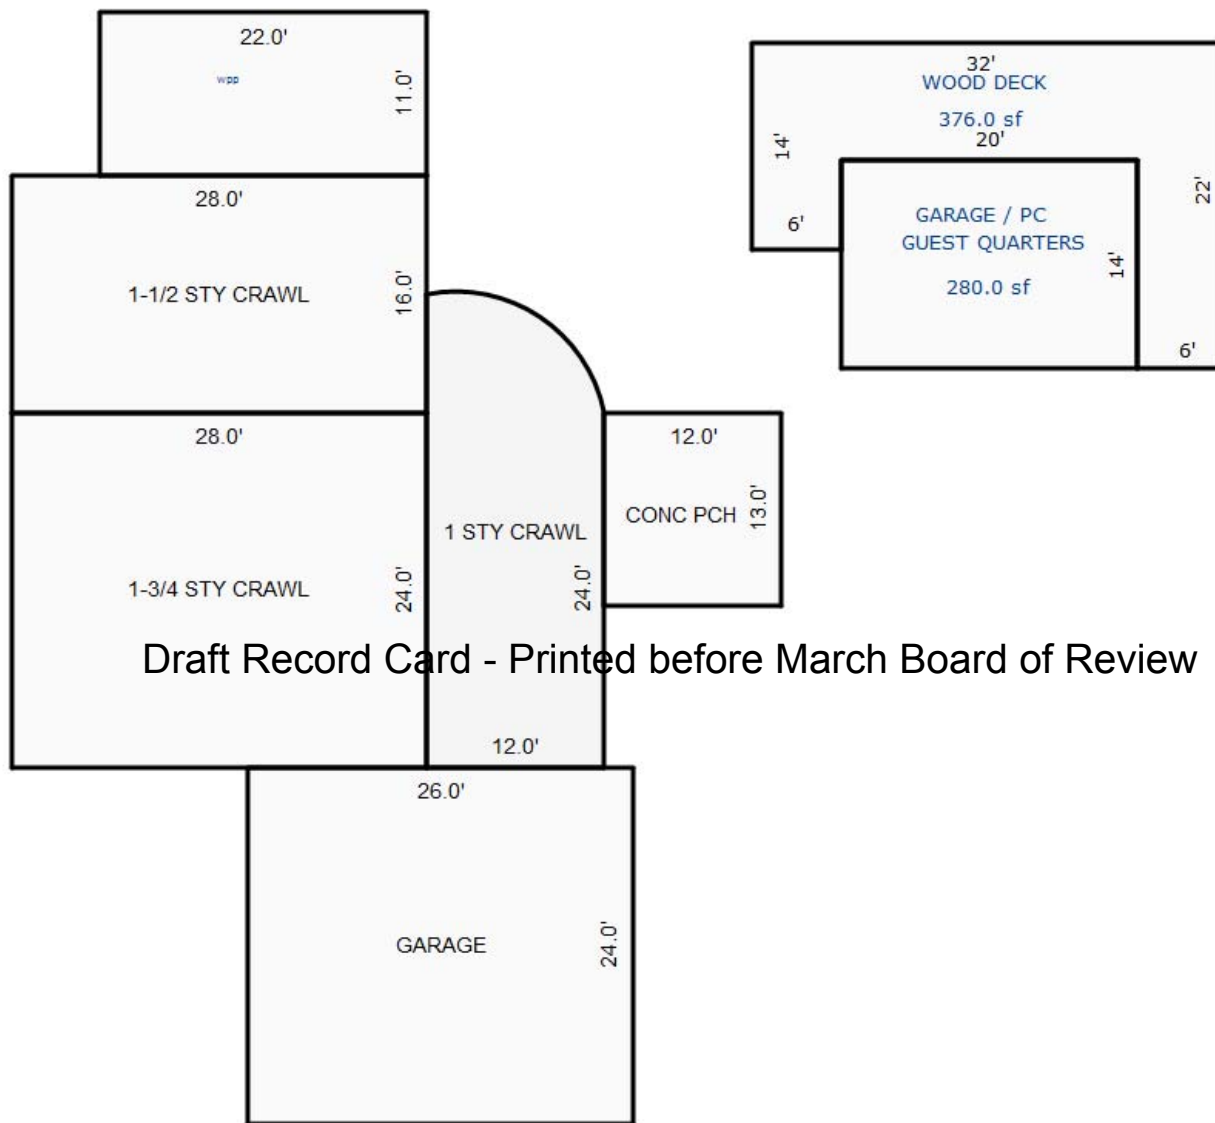 22.0'
wpp
11.0'
28.0'
1-1/2 STY CRAWL
16.0'
28.0'
1-3/4 STY CRAWL
24.0'
1 STY CRAWL
24.0'
12.0'
12.0'
CONC PCH
13.0'
Draft Record Card - Printed before March Board of Review
26.0'
GARAGE
24.0'
32'
WOOD DECK
376.0 sf
20'
14'
6'
GARAGE / PC
GUEST QUARTERS
280.0 sf
14'
22'
6'